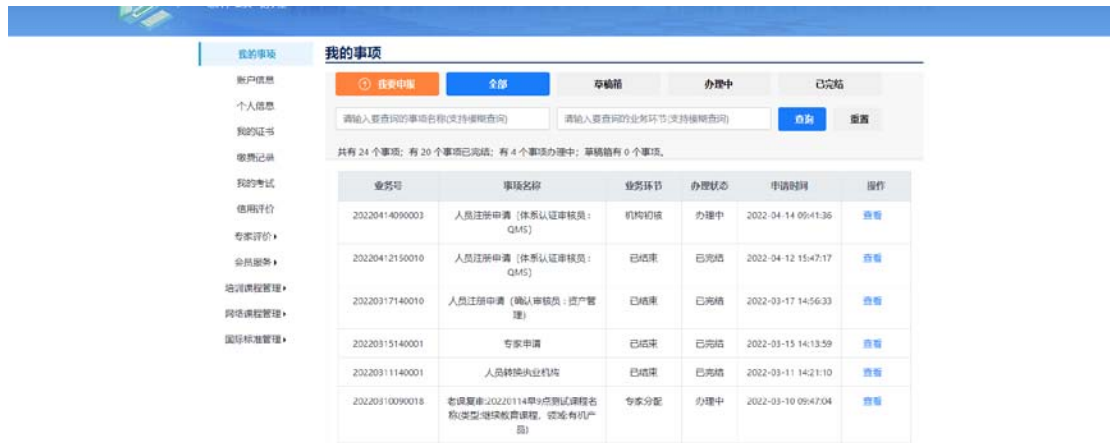 我的事项
账户信息
个人信息
我的证书
缴费记录
我的考试
信用评价
专家评价
会员服务
培训课程管理
网络课程管理
国际标准管理
我的事项
我要申报 全部 草稿箱 办理中 已完结
请输入要查询的事项名称(支持模糊查询) 请输入要查询的业务环节(支持模糊查询) 查询 重置
共有 24 个事项; 有 20 个事项已完结; 有 4 个事项办理中; 草稿箱有 0 个事项。
业务号 事项名称 业务环节 办理状态 申请时间 操作
20220414090003 人员注册申请 (体系认证审核员: 机构初核 办理中 2022-04-14 09:41:36 查看
QMS)
20220412150010 人员注册申请 (体系认证审核员: 已结束 已完结 2022-04-12 15:47:17 查看
QMS)
20220317140010 人员注册申请 (确认审核员: 资产管 已结束 已完结 2022-03-17 14:56:33 查看
理)
20220315140001 专家申请 已结束 已完结 2022-03-15 14:13:59 查看
20220311140001 人员转换执业机构 已结束 已完结 2022-03-11 14:21:10 查看
20220310090018 老课复审:20220114早9点测试课程名 专家分配 办理中 2022-03-10 09:47:04 查看
称(类型:继续教育课程, 领域:有机产
品)